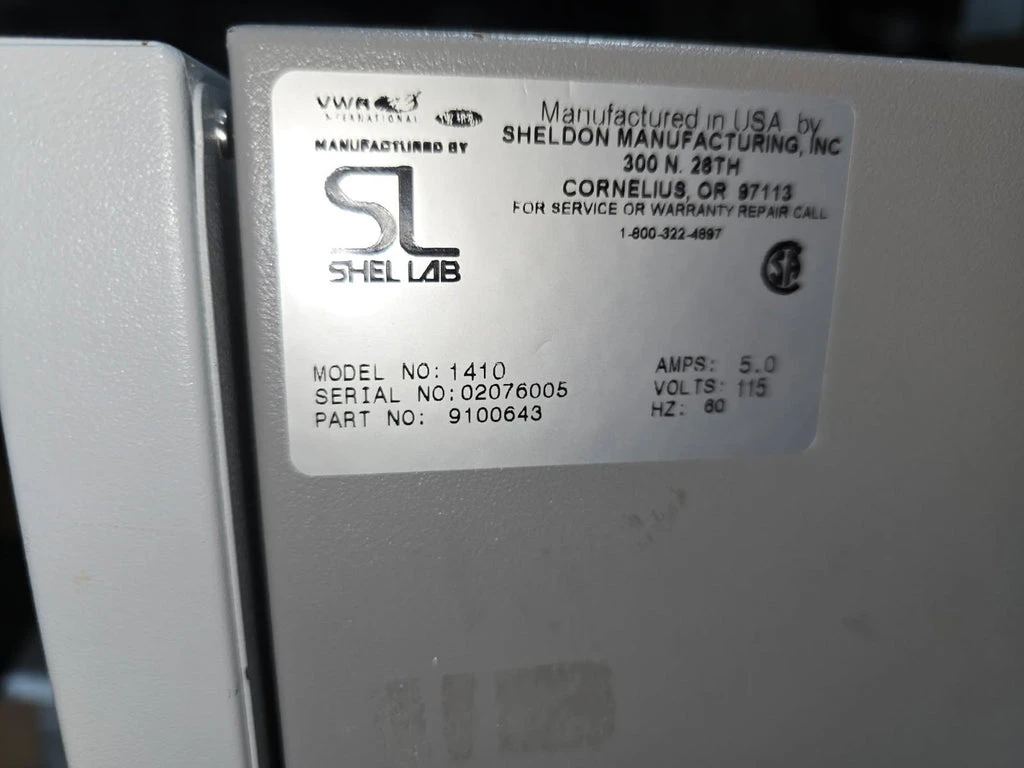 VWR
INTERNATIONAL
MANUFACTURED BY
SL
SHEL LAB
Manufactured in USA by
SHELDON MANUFACTURING, INC
300 N. 26TH
CORNELIUS, OR 97113
FOR SERVICE OR WARRANTY REPAIR CALL
1-800-322-4897
MODEL NO: 1410
SERIAL NO: 02076005
PART NO: 9100643
AMPS: 5.0
VOLTS: 115
HZ: 60